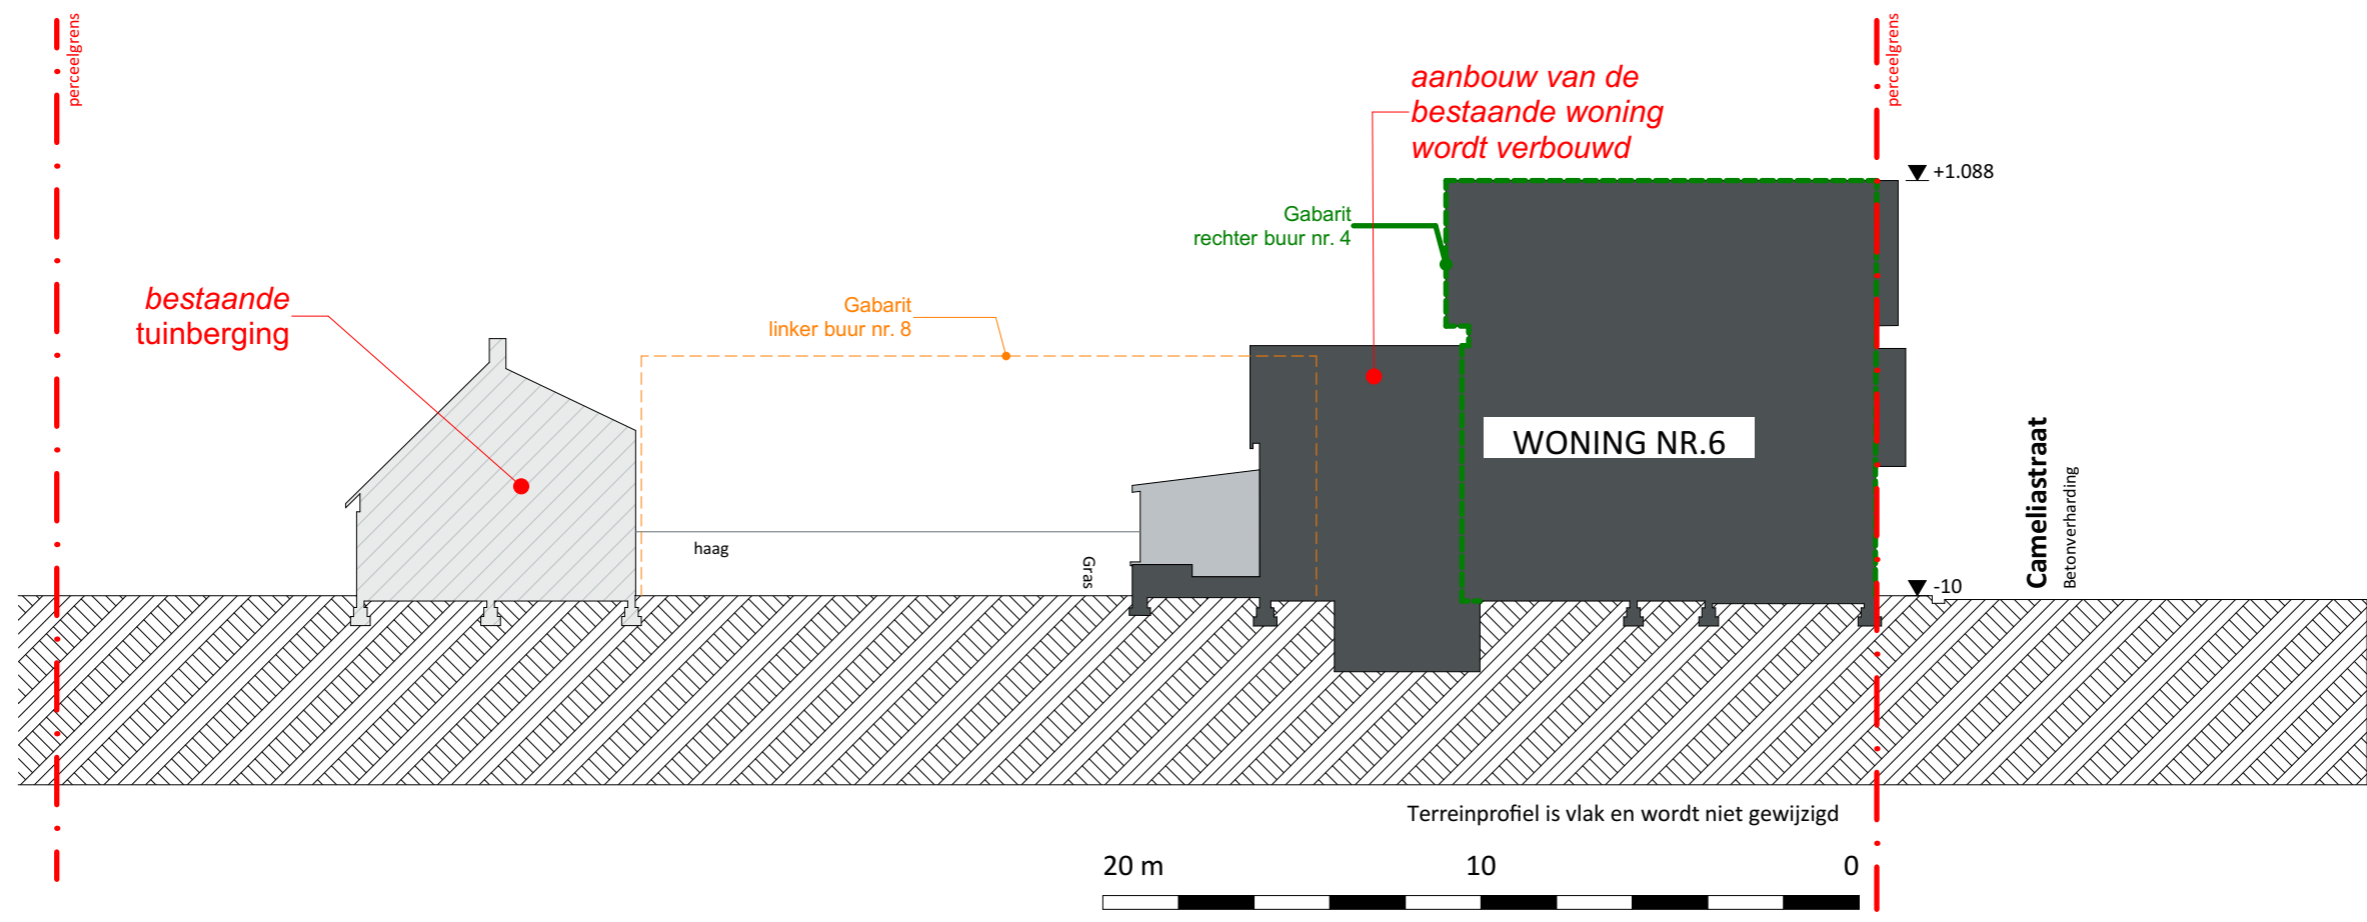 perceelgrens
perceelgrens
aanbouw van de
bestaande woning
wordt verbouwd
+1.088
Gabarit
rechter buur nr. 4
bestaande
tuinberging
Gabarit
linker buur nr. 8
WONING NR.6
haag
Gras
-10
Cameliastraat
Betonverharding
Terreinprofiel is vlak en wordt niet gewijzigd
20 m 10 0